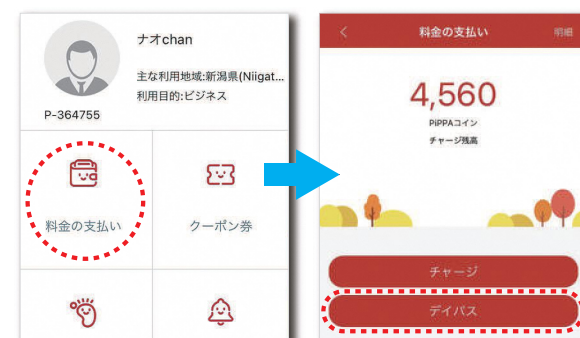 ナオchan
主な利用地域:新潟県(Niigat...
利用目的:ビジネス
P-364755
料金の支払い
クーポン券
料金の支払い
明細
4,560
PiPPAコイン
チャージ残高
チャージ
デイパス